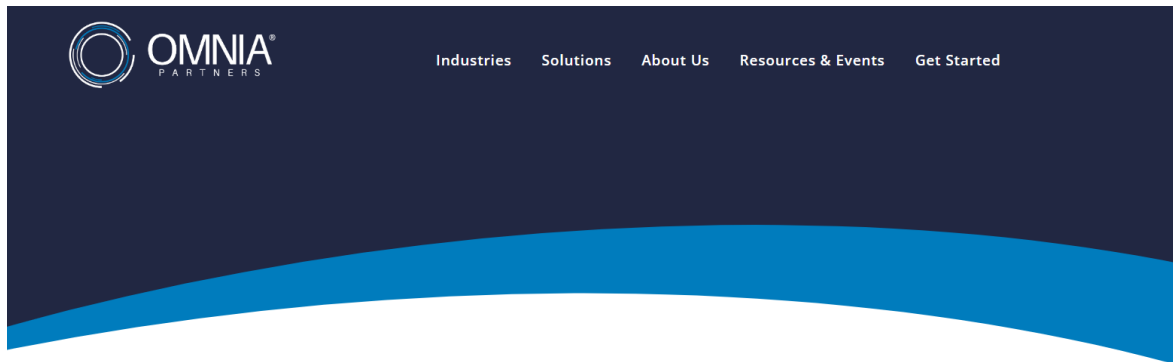 OMNIA®
PARTNERS
Industries Solutions About Us Resources & Events Get Started